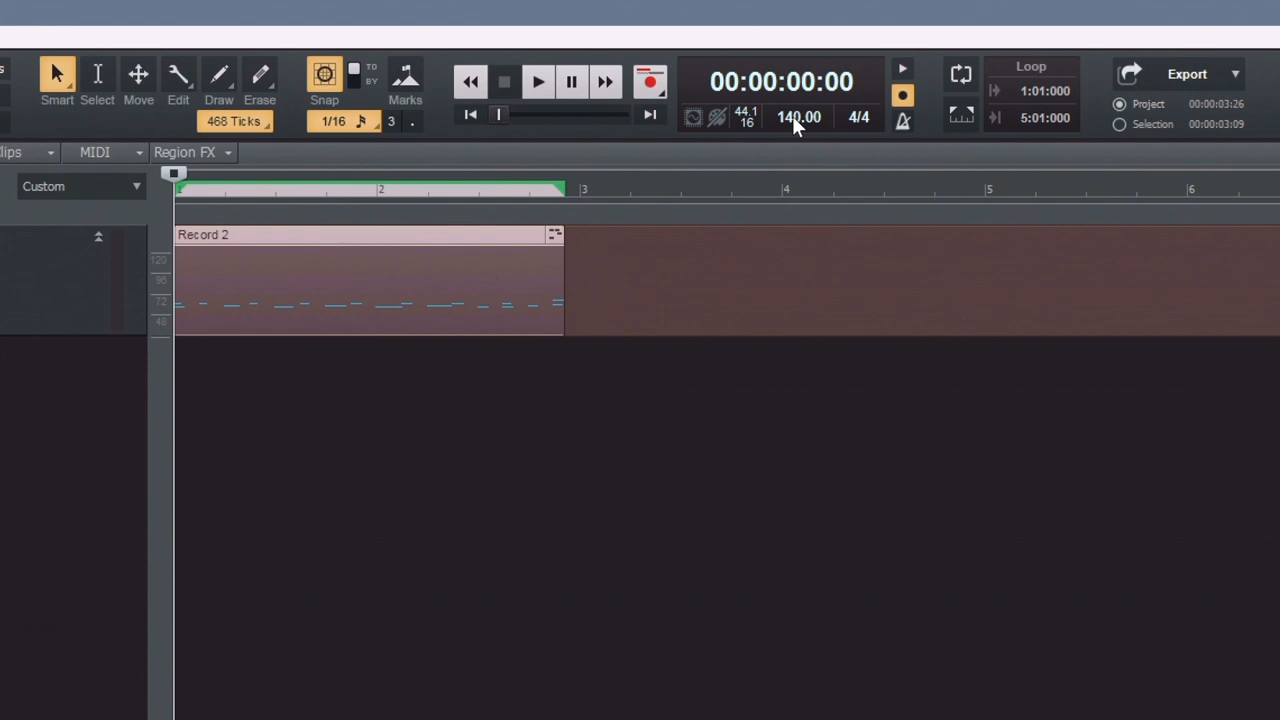 s
Smart Select Move Edit Draw Erase
468 Ticks
Snap
TO
BY
Marks
1/16
3 .
00:00:00:00
44.1
16
140.00
4/4
Loop
1:01:000
5:01:000
Export
Project 00:00:03:26
Selection 00:00:03:09
lips MIDI Region FX
Custom
1 2 3 4 5 6
Record 2
120
96
72
48